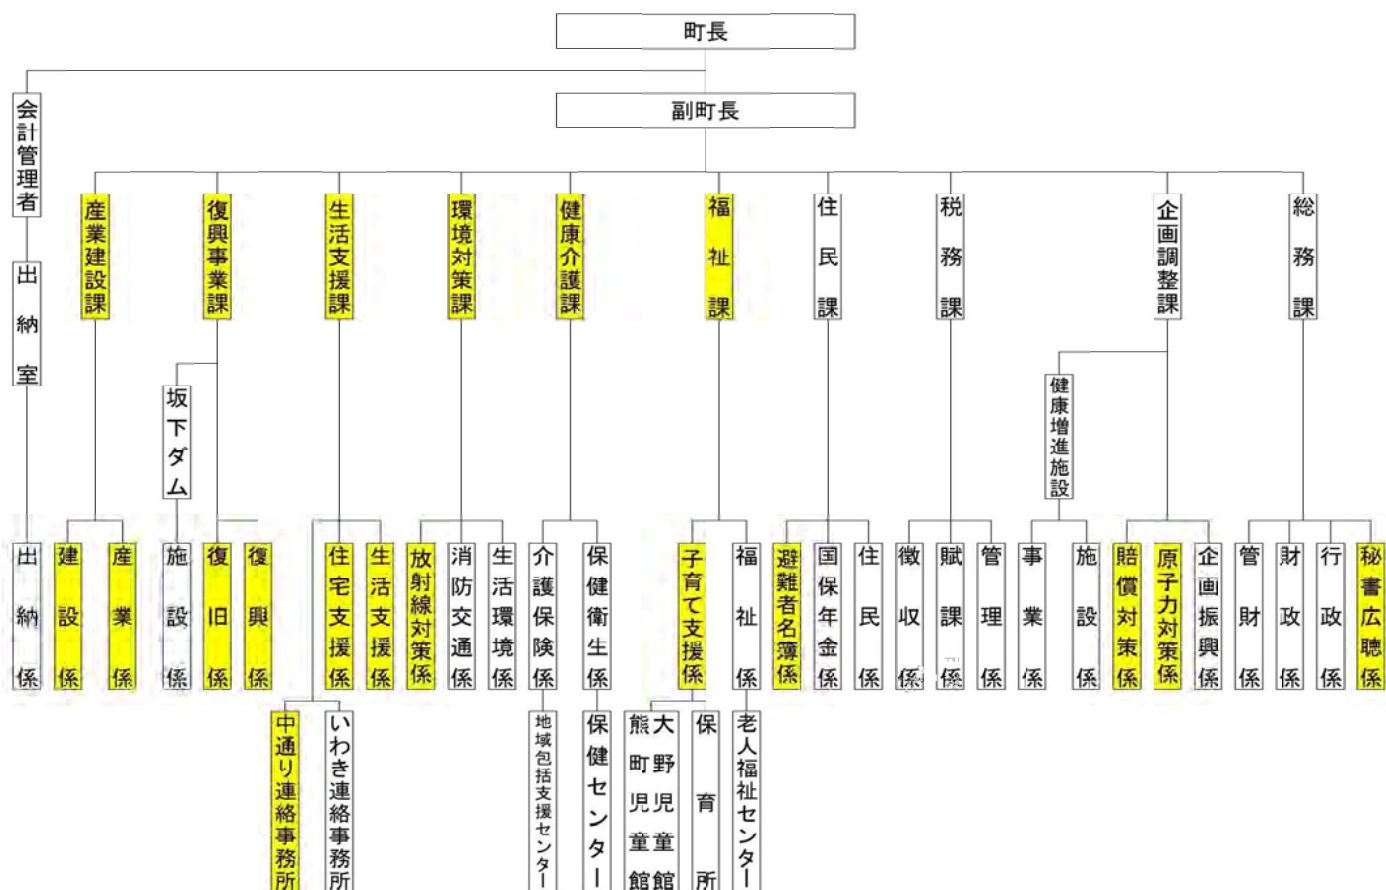 町長
副町長
会計管理者
出納室
産業建設課
復興事業課
生活支援課
環境対策課
健康介護課
福祉課
住民課
税務課
企画調整課
総務課
坂下ダム
健康増進施設
出納係
建設係
産業係
施設係
復旧係
復興係
住宅支援係
生活支援係
放射線対策係
消防交通係
生活環境係
介護保険係
保健衛生係
子育て支援係
福祉係
避難者名簿係
国保年金係
住民係
徴収係
賦課係
管理係
事業係
施設係
賠償対策係
原子力対策係
企画振興係
管財係
財政係
行政係
秘書広聴係
中通り連絡事務所
いわき連絡事務所
地域包括支援センター
保健センター
熊町児童館
大野児童館
保育所
老人福祉センター